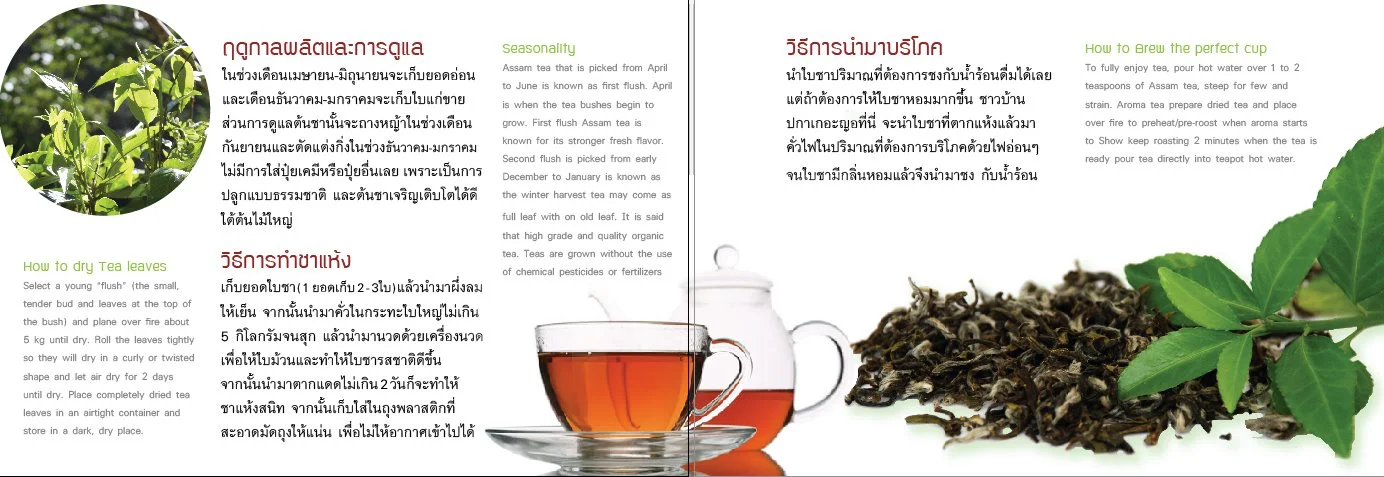 ฤดูกาลผลิตและการดูแล
ในช่วงเดือนเมษายน-มิถุนายนจะเก็บยอดอ่อน
และเดือนธันวาคม-มกราคมจะเก็บใบแก่ขาย
ส่วนการดูแลต้นชานั้นจะถางหญ้าในช่วงเดือน
กันยายนและตัดแต่งกิ่งในช่วงธันวาคม-มกราคม
ไม่มีการใส่ปุ๋ยเคมีหรือปุ๋ยอื่นเลย เพราะเป็นการ
ปลูกแบบธรรมชาติ และต้นชาเจริญเติบโตได้ดี
ใต้ต้นไม้ใหญ่
วิธีการทำชาแห้ง
เก็บยอดใบชา(1 ยอดเก็บ 2-3ใบ)แล้วนำมาผึ่งลม
ให้เย็น จากนั้นนำมาคั่วในกระทะใบใหญ่ไม่เกิน
5 กิโลกรัมจนสุก แล้วนำมานวดด้วยเครื่องนวด
เพื่อให้ใบม้วนและทำให้ใบชารสชาติดีขึ้น
จากนั้นนำมาตากแดดไม่เกิน 2 วันก็จะทำให้
ชาแห้งสนิท จากนั้นเก็บใส่ในถุงพลาสติกที่
สะอาดมัดถุงให้แน่น เพื่อไม่ให้อากาศเข้าไปได้
How to dry Tea leaves
Select a young "flush" (the small,
tender bud and leaves at the top of
the bush) and plane over fire about
5 kg until dry. Roll the leaves tightly
so they will dry in a curly or twisted
shape and let air dry for 2 days
until dry. Place completely dried tea
leaves in an airtight container and
store in a dark, dry place.
Seasonality
Assam tea that is picked from April
to June is known as first flush. April
is when the tea bushes begin to
grow. First flush Assam tea is
known for its stronger fresh flavor.
Second flush is picked from early
December to January is known as
the winter harvest tea may come as
full leaf with on old leaf. It is said
that high grade and quality organic
tea. Teas are grown without the use
of chemical pesticides or fertilizers
วิธีการนำมาบริโภค
นำใบชาปริมาณที่ต้องการชงกับน้ำร้อนดื่มได้เลย
แต่ถ้าต้องการให้ใบชาหอมมากขึ้น ชาวบ้าน
ปกาเกอะญอที่นี่ จะนำใบชาที่ตากแห้งแล้วมา
คั่วไฟในปริมาณที่ต้องการบริโภคด้วยไฟอ่อนๆ
จนใบชามีกลิ่นหอมแล้วจึงนำมาชง กับน้ำร้อน
How to Brew the perfect cup
To fully enjoy tea, pour hot water over 1 to 2
teaspoons of Assam tea, steep for few and
strain. Aroma tea prepare dried tea and place
over fire to preheat/pre-roost when aroma starts
to Show keep roasting 2 minutes when the tea is
ready pour tea directly into teapot hot water.